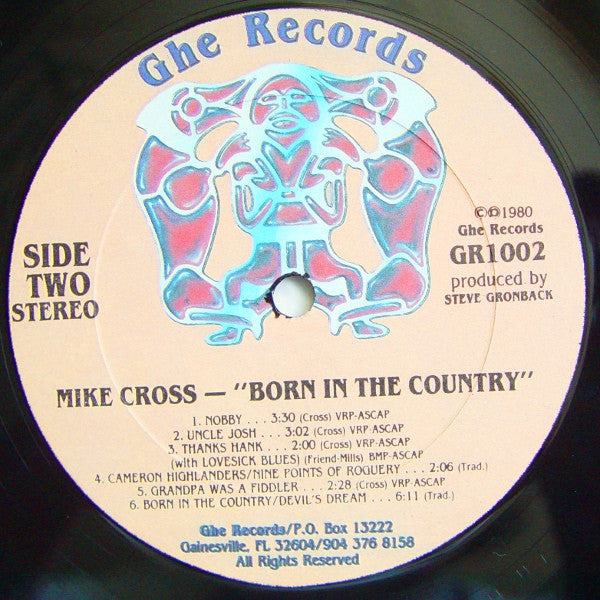 Ghe Records
©℗1980
Ghe Records
GR1002
produced by
STEVE GRONBACK
SIDE
TWO
STEREO
MIKE CROSS — "BORN IN THE COUNTRY"
1. NOBBY . . . 3:30 (Cross) VRP-ASCAP
2. UNCLE JOSH . . . 3:02 (Cross) VRP-ASCAP
3. THANKS HANK . . . 2:00 (Cross) VRP-ASCAP
(with LOVESICK BLUES) (Friend-Mills) BMP-ASCAP
4. CAMERON HIGHLANDERS/NINE POINTS OF ROGUERY . . . 2:06 (Trad.)
5. GRANDPA WAS A FIDDLER . . . 2:28 (Cross) VRP-ASCAP
6. BORN IN THE COUNTRY/DEVIL'S DREAM . . . 6:11 (Trad.)
Ghe Records/P.O. Box 13222
Gainesville, FL 32604/904 376 8158
All Rights Reserved